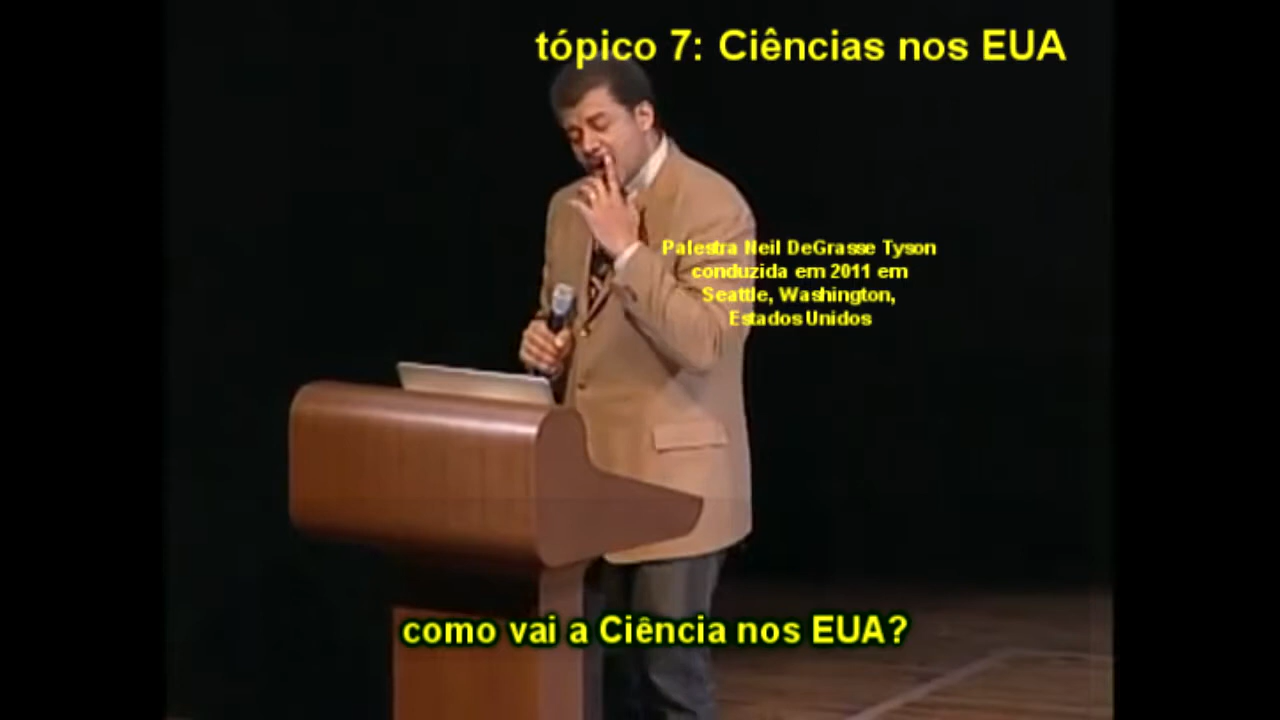 tópico 7: Ciências nos EUA
Palestra Neil DeGrasse Tyson
conduzida em 2011 em
Seattle, Washington,
Estados Unidos
como vai a Ciência nos EUA?